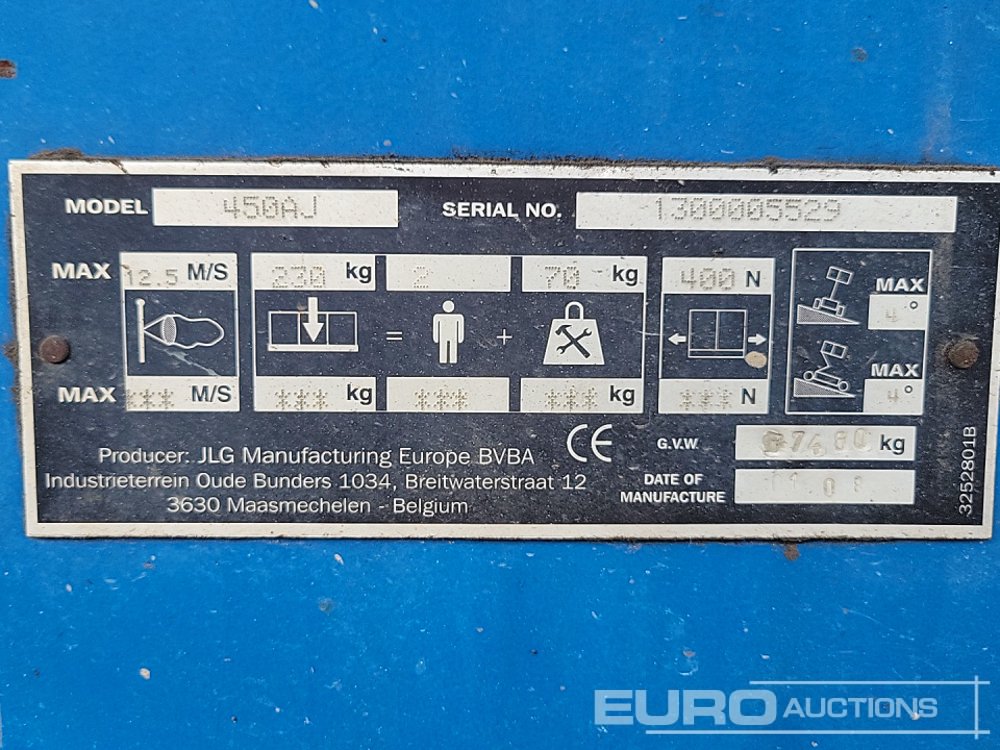 MODEL 450AJ SERIAL NO. 1300005529
MAX 12.5 M/S 230 kg 2 70 kg 400 N MAX 4°
= +
MAX 4°
MAX *** M/S *** kg *** *** kg *** N
Producer: JLG Manufacturing Europe BVBA
Industrieterrein Oude Bunders 1034, Breitwaterstraat 12
3630 Maasmechelen - Belgium
CE
G.V.W. kg
DATE OF
MANUFACTURE
3252801B
EURO AUCTIONS